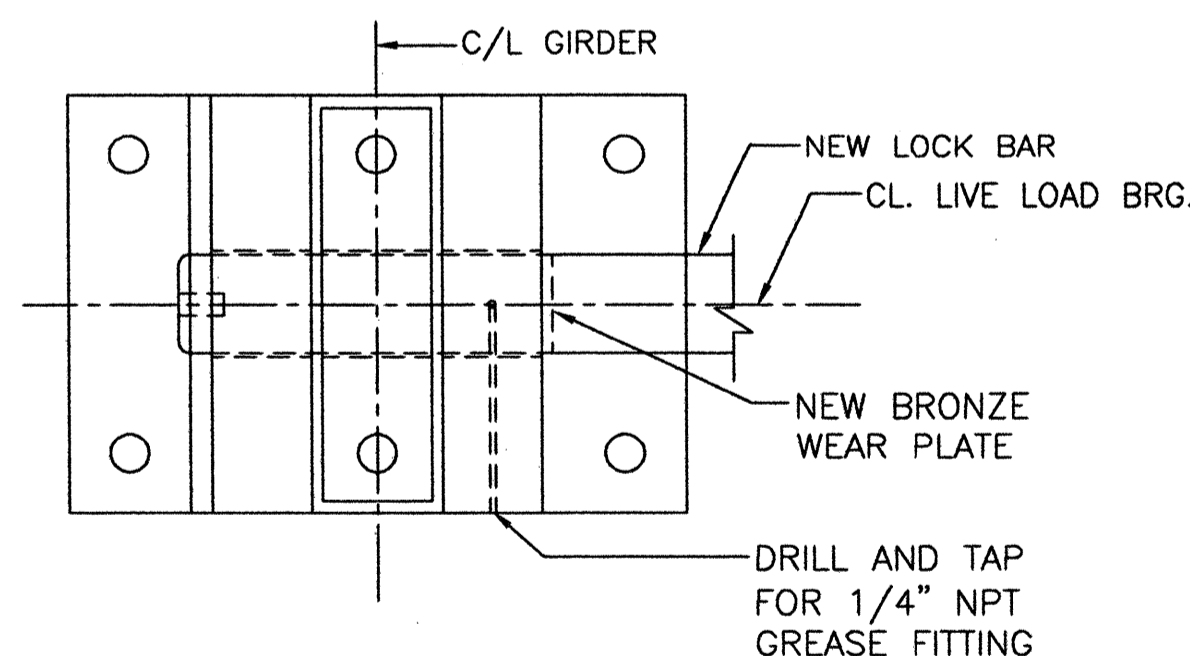 C/L GIRDER
NEW LOCK BAR
CL. LIVE LOAD BRG.
NEW BRONZE
WEAR PLATE
DRILL AND TAP
FOR 1/4" NPT
GREASE FITTING